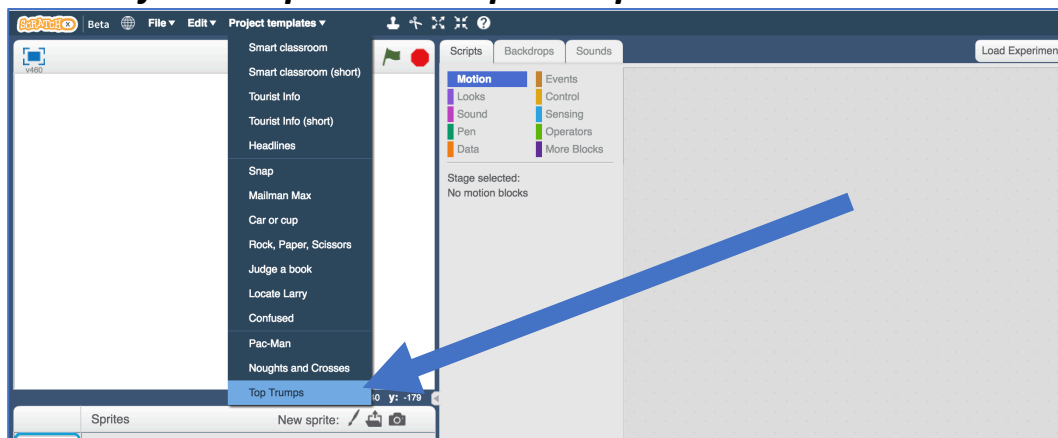 SCRATCHX Beta File ▾ Edit ▾ Project templates ▾
v460
Scripts Backdrops Sounds
Load Experimen
Smart classroom
Smart classroom (short)
Tourist Info
Tourist Info (short)
Headlines
Snap
Mailman Max
Car or cup
Rock, Paper, Scissors
Judge a book
Locate Larry
Confused
Pac-Man
Noughts and Crosses
Top Trumps
Motion Events
Looks Control
Sound Sensing
Pen Operators
Data More Blocks
Stage selected:
No motion blocks
y: -179
Sprites New sprite: